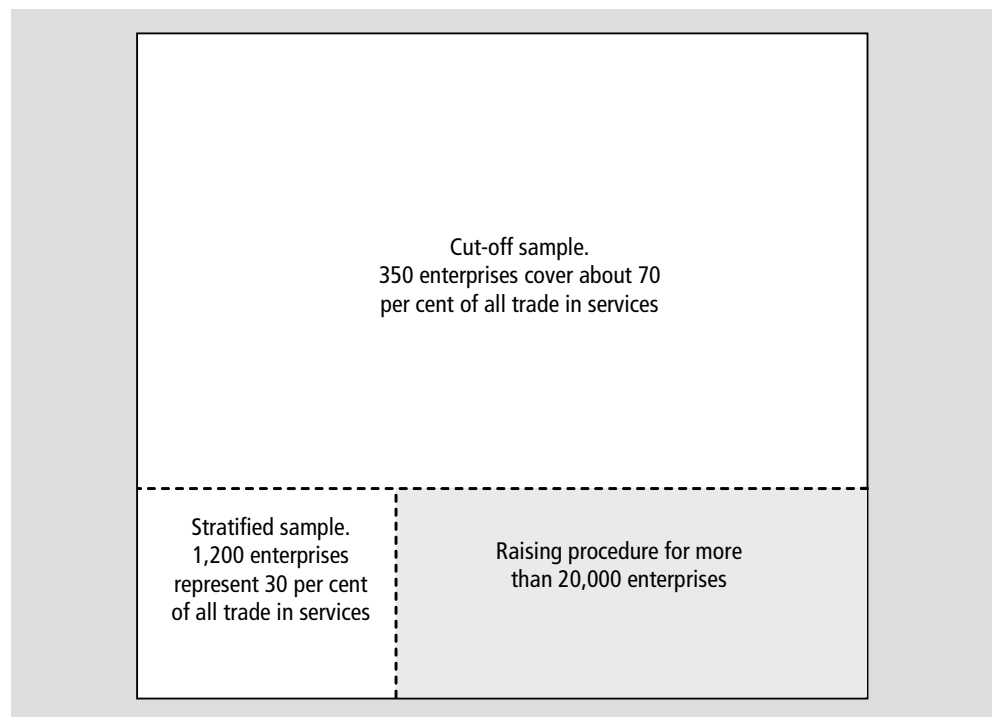 Cut-off sample.
350 enterprises cover about 70
per cent of all trade in services
Stratified sample.
1,200 enterprises
represent 30 per cent
of all trade in services
Raising procedure for more
than 20,000 enterprises